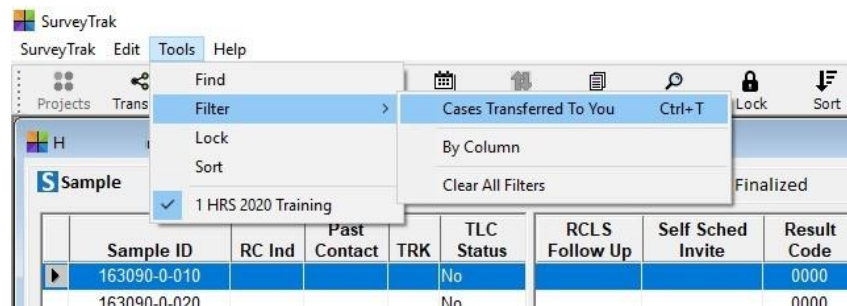 SurveyTrak
SurveyTrak Edit Tools Help
Projects Trans Lock Sort
Find
Filter > Cases Transferred To You Ctrl+T
Lock
By Column
Sort
Clear All Filters
1 HRS 2020 Training
H
S Sample Finalized
Sample ID RC Ind Past Contact TRK TLC Status RCLS Follow Up Self Sched Invite Result Code
163090-0-010 No 0000
163090-0-020 No 0000